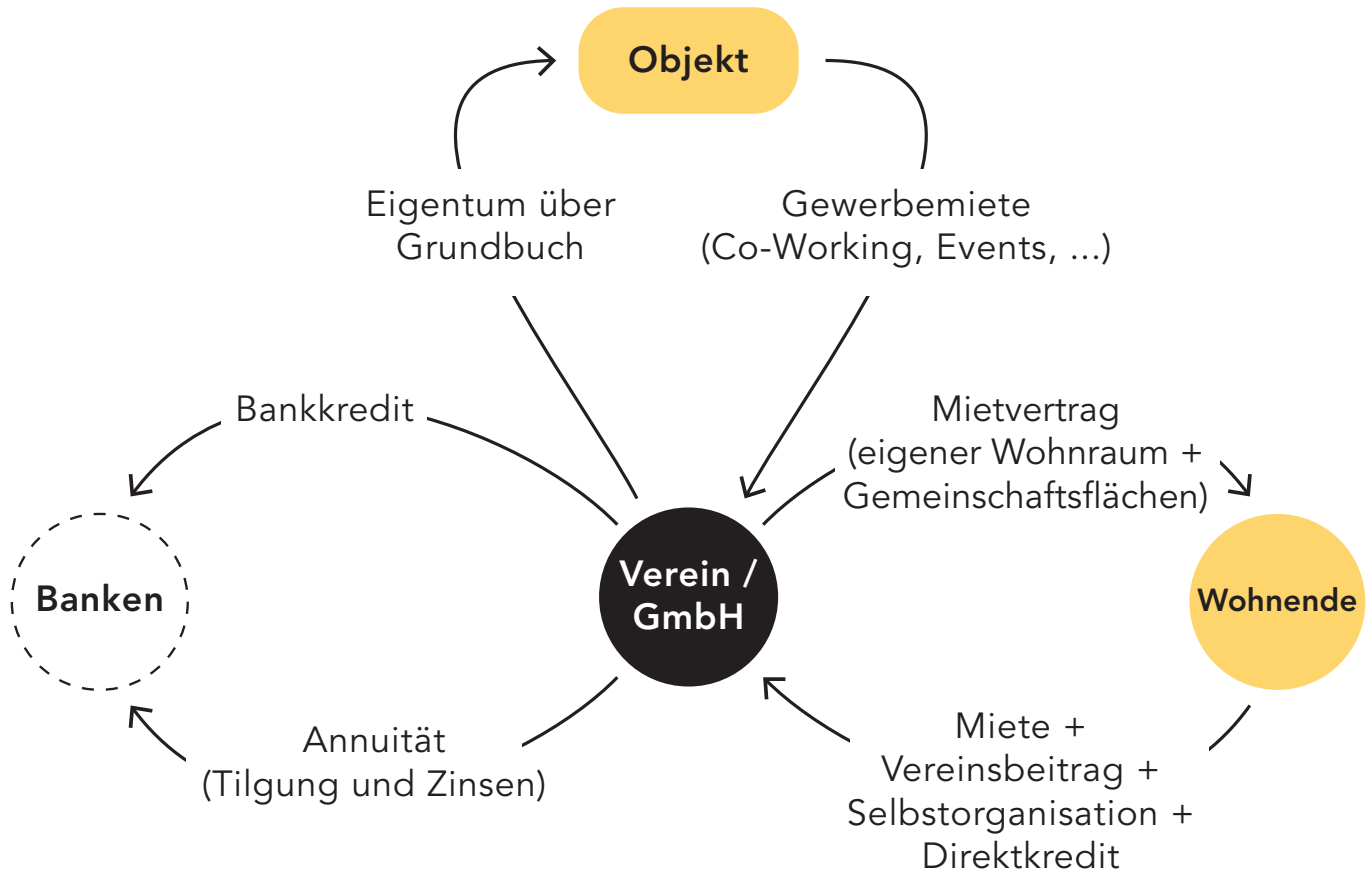 Objekt
Eigentum über
Grundbuch
Gewerbemiete
(Co-Working, Events, ...)
Bankkredit
Mietvertrag
(eigener Wohnraum +
Gemeinschaftsflächen)
Banken
Verein /
GmbH
Wohnende
Annuität
(Tilgung und Zinsen)
Miete +
Vereinsbeitrag +
Selbstorganisation +
Direktkredit